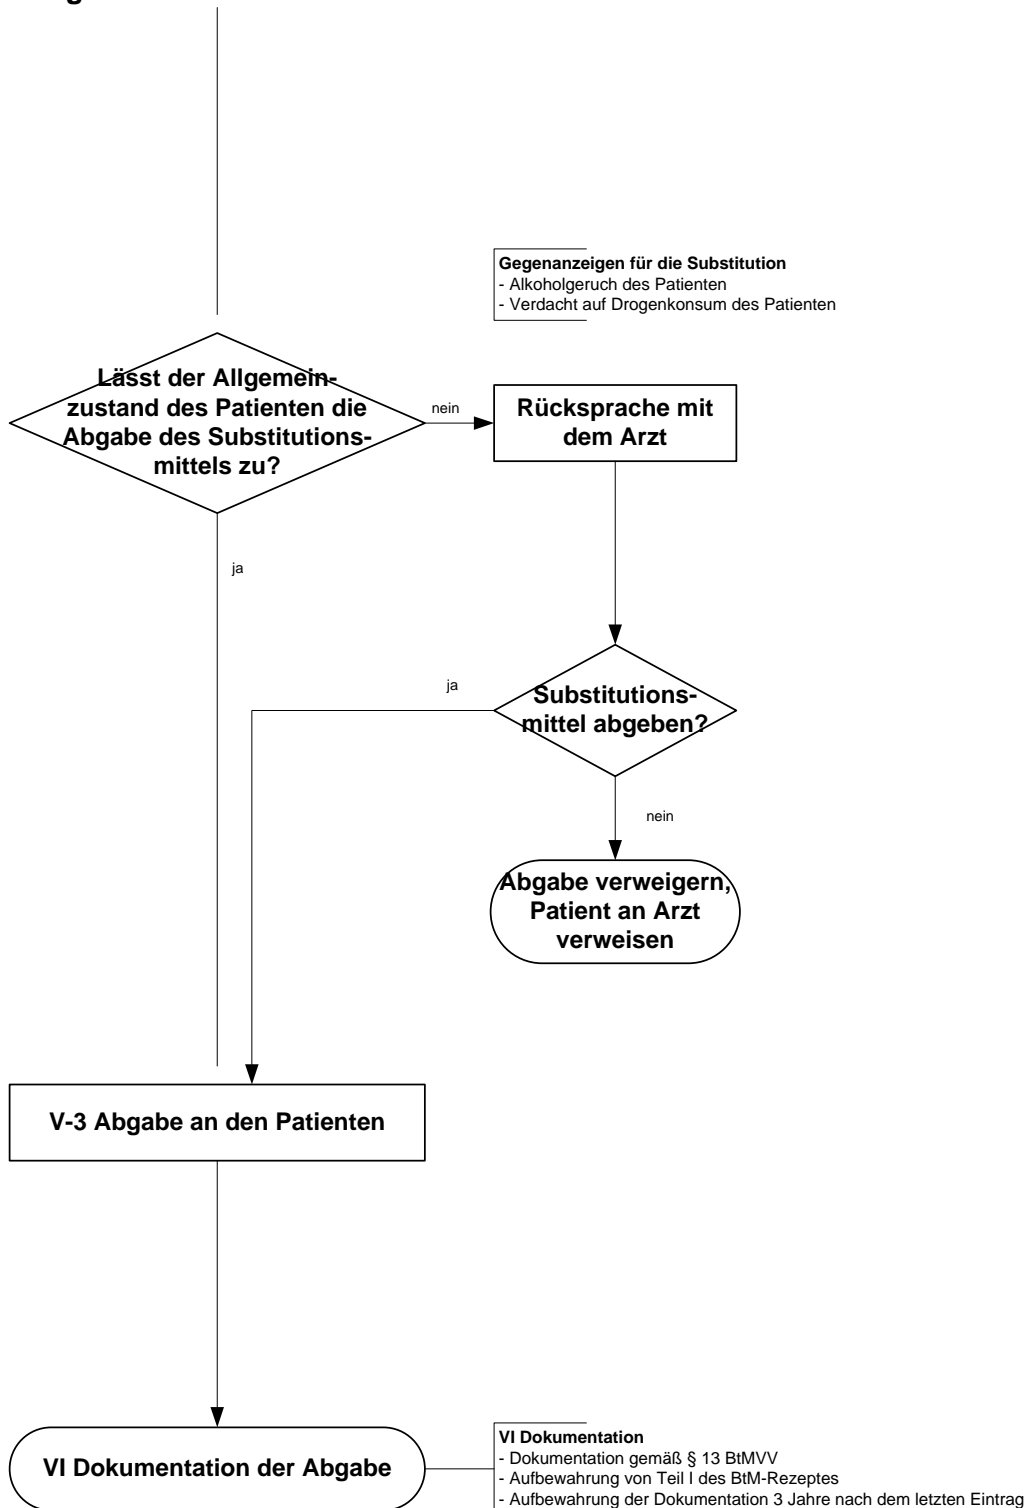 Gegenanzeigen für die Substitution
- Alkoholgeruch des Patienten
- Verdacht auf Drogenkonsum des Patienten
Lässt der Allgemein-
zustand des Patienten die
Abgabe des Substitutions-
mittels zu?
nein
Rücksprache mit
dem Arzt
ja
ja
Substitutions-
mittel abgeben?
nein
Abgabe verweigern,
Patient an Arzt
verweisen
V-3 Abgabe an den Patienten
VI Dokumentation der Abgabe
VI Dokumentation
- Dokumentation gemäß § 13 BtMVV
- Aufbewahrung von Teil I des BtM-Rezeptes
- Aufbewahrung der Dokumentation 3 Jahre nach dem letzten Eintrag